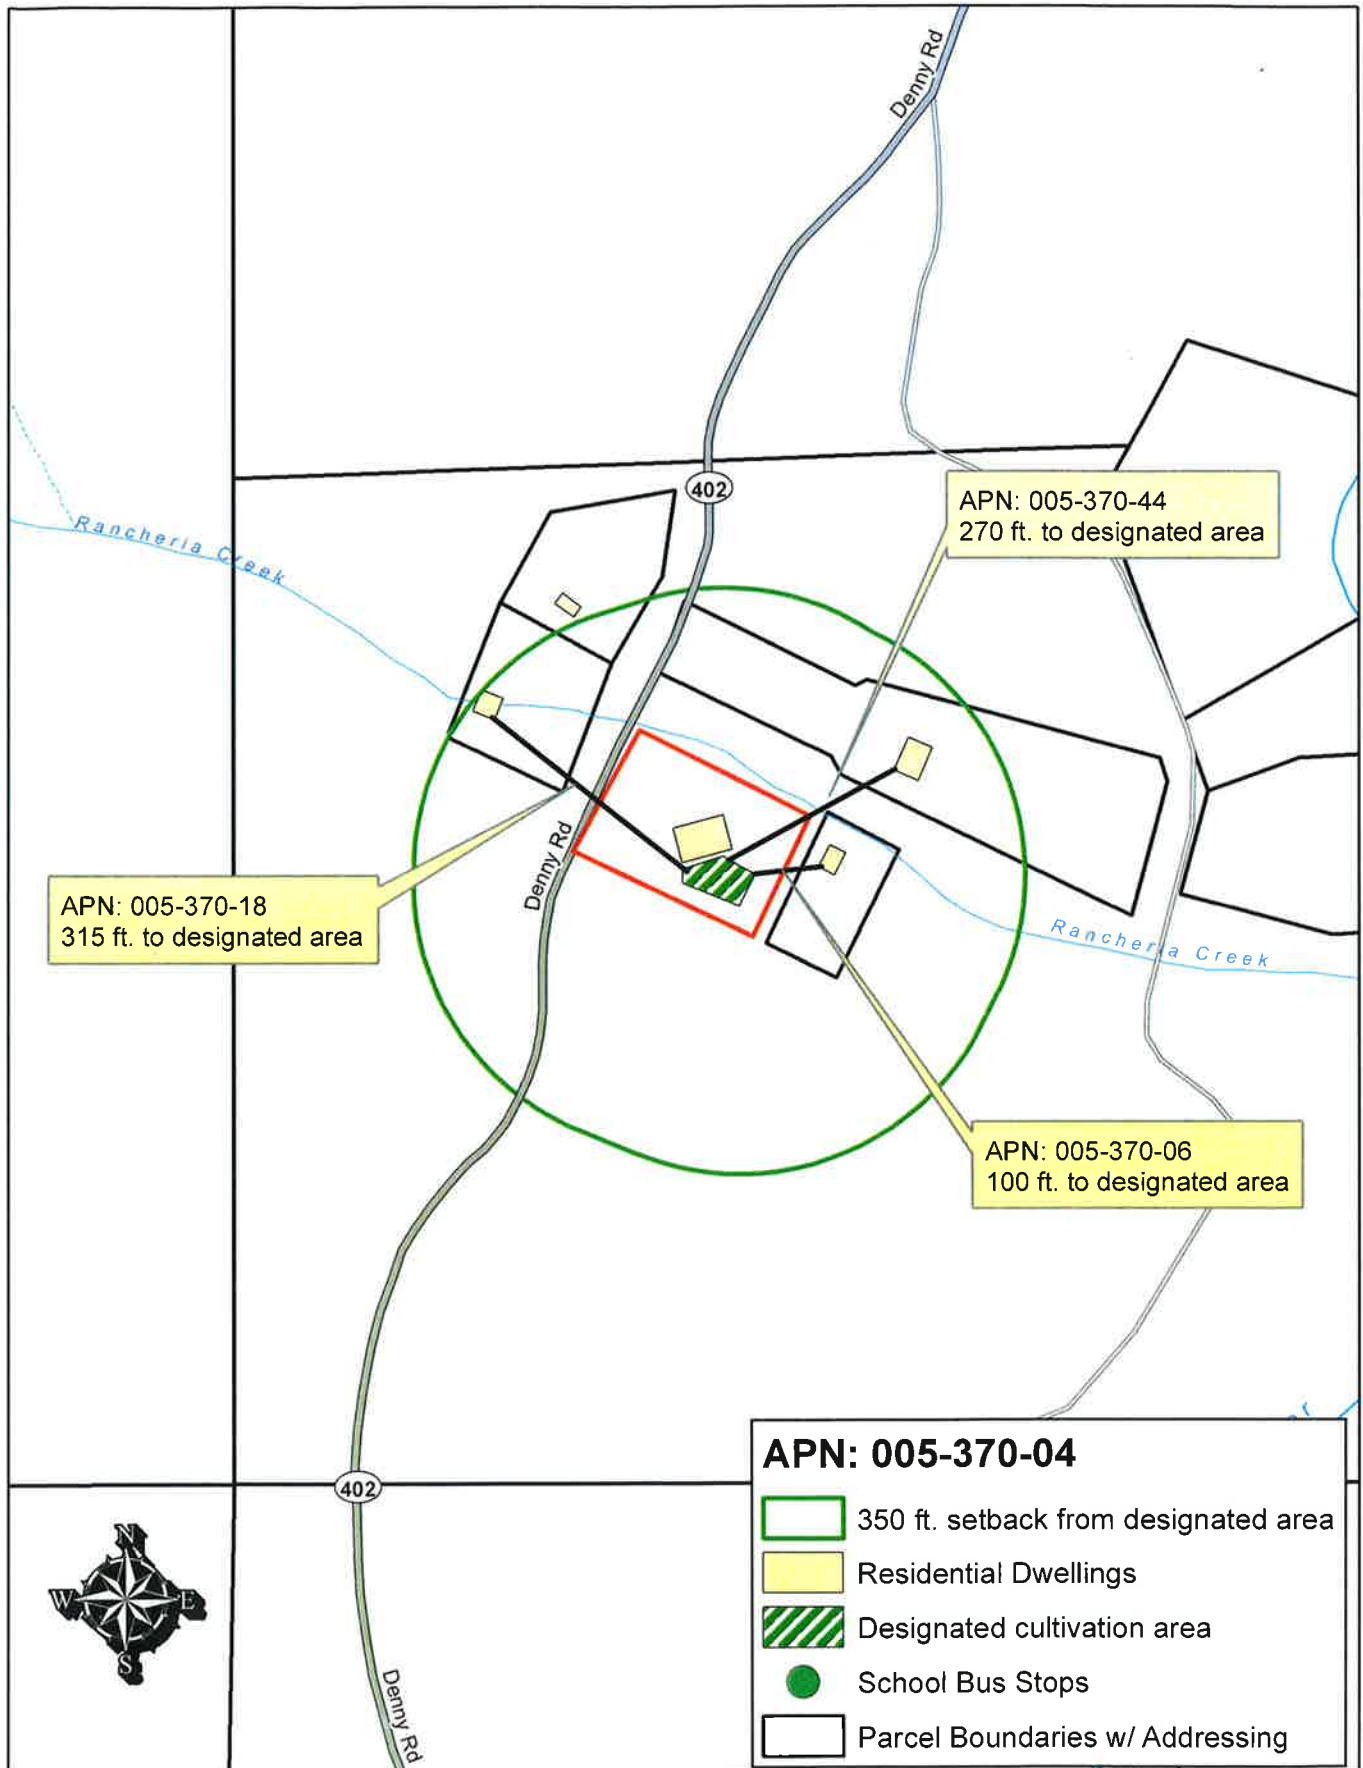 Denny Rd
402
APN: 005-370-44
270 ft. to designated area
Rancheria Creek
Denny Rd
APN: 005-370-18
315 ft. to designated area
Rancheria Creek
APN: 005-370-06
100 ft. to designated area
402
Denny Rd
N
W
E
S
APN: 005-370-04
350 ft. setback from designated area
Residential Dwellings
Designated cultivation area
School Bus Stops
Parcel Boundaries w/ Addressing